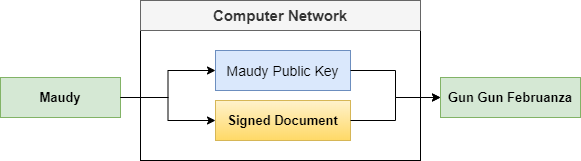 Computer Network
Maudy Public Key
Maudy
Gun Gun Februanza
Signed Document